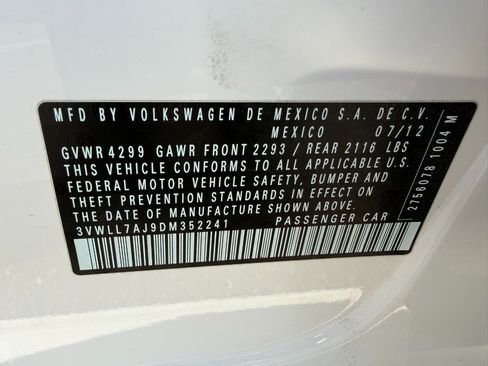 MFD BY VOLKSWAGEN DE MEXICO S.A. DE C.V.
MEXICO 07/12
GVWR 4299 GAWR FRONT 2293 / REAR 2116 LBS
THIS VEHICLE CONFORMS TO ALL APPLICABLE U.S.
FEDERAL MOTOR VEHICLE SAFETY, BUMPER AND
THEFT PREVENTION STANDARDS IN EFFECT ON
THE DATE OF MANUFACTURE SHOWN ABOVE
3VWLL7AJ9DM352241 PASSENGER CAR
2756078 1004 M